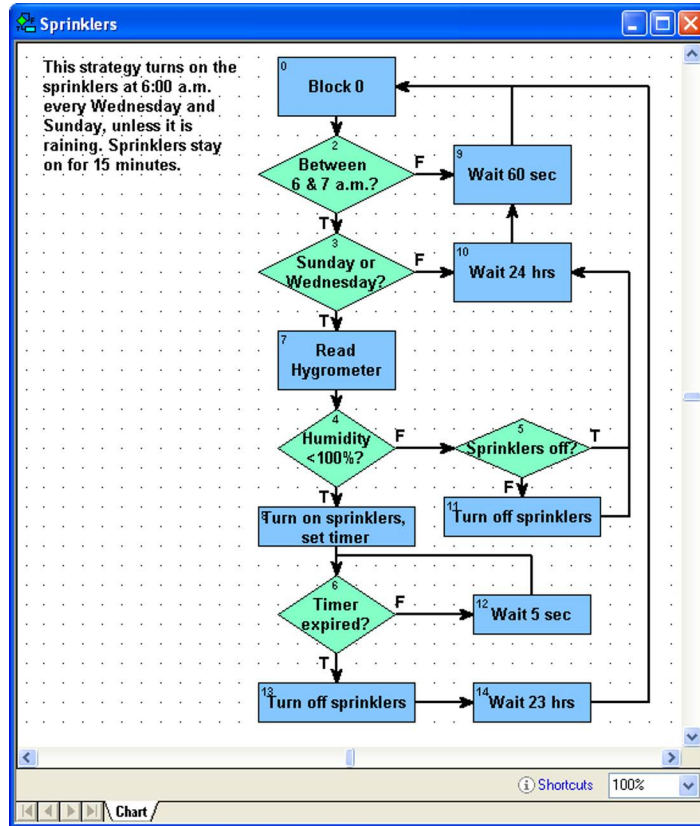 Sprinklers
This strategy turns on the
sprinklers at 6:00 a.m.
every Wednesday and
Sunday, unless it is
raining. Sprinklers stay
on for 15 minutes.
0
Block 0
2
Between
6 & 7 a.m.?
F
9
Wait 60 sec
T
3
Sunday or
Wednesday?
F
10
Wait 24 hrs
T
7
Read
Hygrometer
4
Humidity
<100%?
F
5
Sprinklers off?
T
T
F
Turn on sprinklers,
set timer
11
Turn off sprinklers
6
Timer
expired?
F
12
Wait 5 sec
T
13
Turn off sprinklers
14
Wait 23 hrs
Shortcuts
100%
Chart